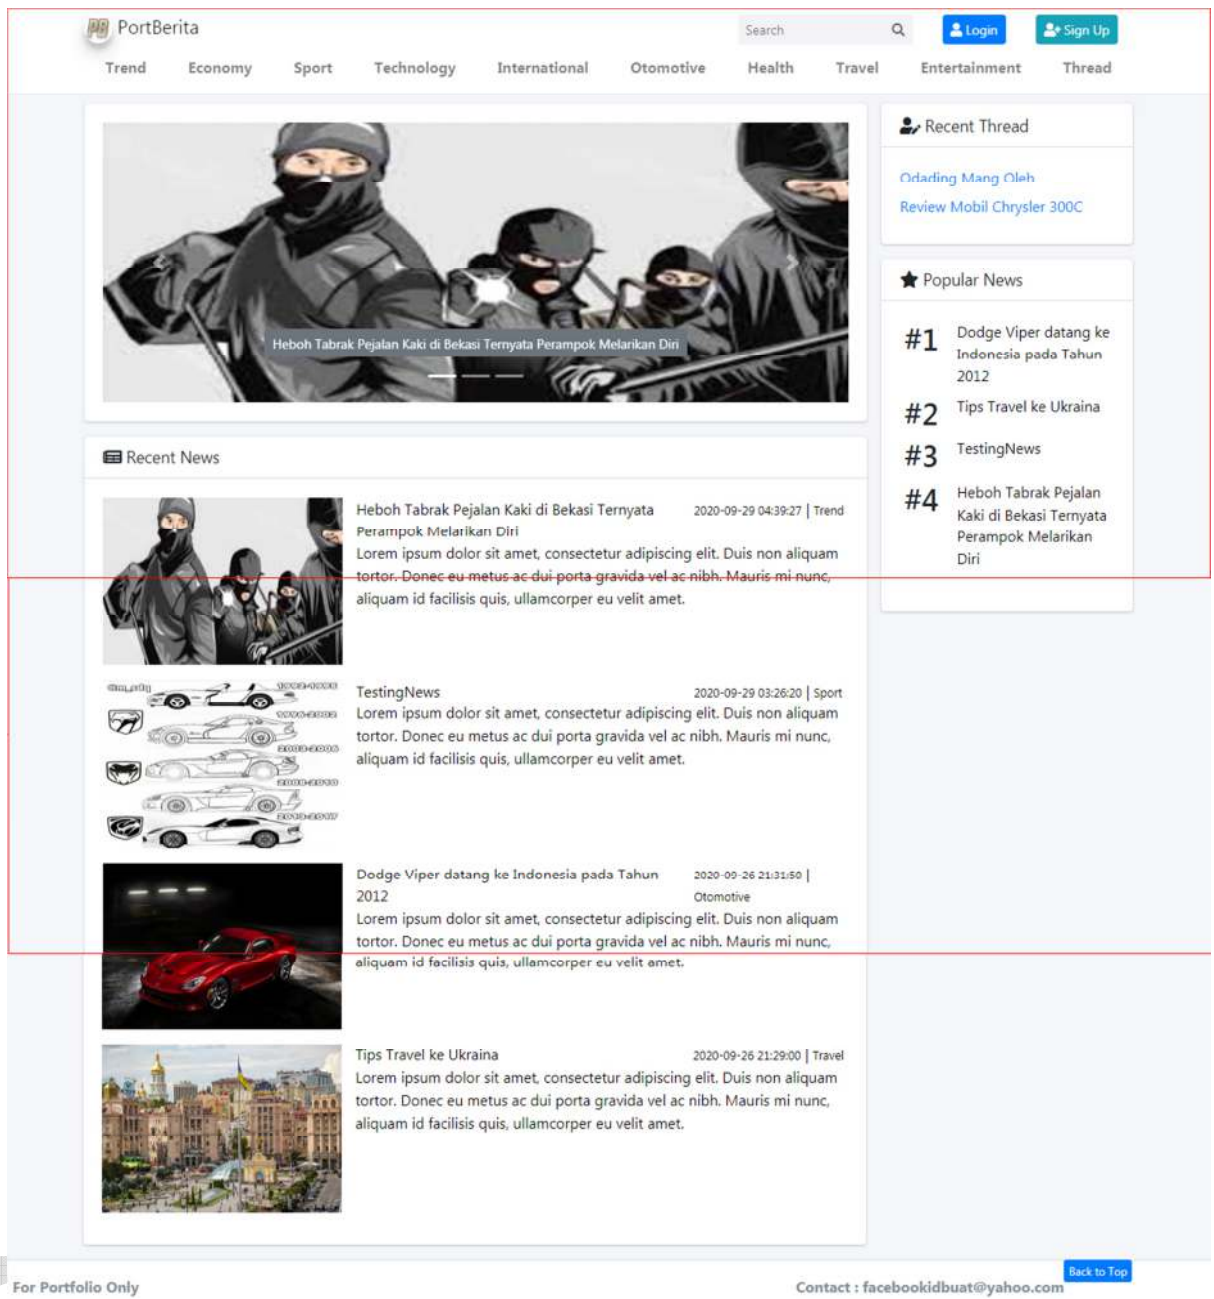 PB PortBerita
Search
Login
Sign Up
Trend Economy Sport Technology International Otomotive Health Travel Entertainment Thread
Heboh Tabrak Pejalan Kaki di Bekasi Ternyata Perampok Melarikan Diri
Recent Thread
Odading Mang Oleh
Review Mobil Chrysler 300C
Popular News
#1 Dodge Viper datang ke
Indonesia pada Tahun
2012
#2 Tips Travel ke Ukraina
#3 TestingNews
#4 Heboh Tabrak Pejalan
Kaki di Bekasi Ternyata
Perampok Melarikan
Diri
Recent News
Heboh Tabrak Pejalan Kaki di Bekasi Ternyata 2020-09-29 04:39:27 | Trend
Perampok Melarikan Diri
Lorem ipsum dolor sit amet, consectetur adipiscing elit. Duis non aliquam
tortor. Donec eu metus ac dui porta gravida vel ac nibh. Mauris mi nunc,
aliquam id facilisis quis, ullamcorper eu velit amet.
1992-1996
1996-2002
2003-2006
2008-2010
2013-2017
TestingNews 2020-09-29 03:26:20 | Sport
Lorem ipsum dolor sit amet, consectetur adipiscing elit. Duis non aliquam
tortor. Donec eu metus ac dui porta gravida vel ac nibh. Mauris mi nunc,
aliquam id facilisis quis, ullamcorper eu velit amet.
Dodge Viper datang ke Indonesia pada Tahun 2020-09-26 21:31:50 |
2012 Otomotive
Lorem ipsum dolor sit amet, consectetur adipiscing elit. Duis non aliquam
tortor. Donec eu metus ac dui porta gravida vel ac nibh. Mauris mi nunc,
aliquam id facilisis quis, ullamcorper eu velit amet.
Tips Travel ke Ukraina 2020-09-26 21:29:00 | Travel
Lorem ipsum dolor sit amet, consectetur adipiscing elit. Duis non aliquam
tortor. Donec eu metus ac dui porta gravida vel ac nibh. Mauris mi nunc,
aliquam id facilisis quis, ullamcorper eu velit amet.
Back to Top
For Portfolio Only Contact : facebookidbuat@yahoo.com